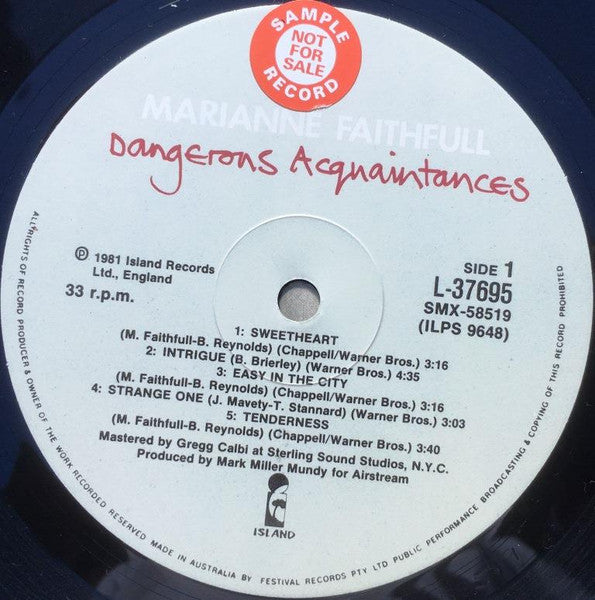 SAMPLE
NOT
FOR
SALE
RECORD
MARIANNE FAITHFULL
Dangerous Acquaintances
℗ 1981 Island Records
Ltd., England
33 r.p.m.
SIDE 1
L-37695
SMX-58519
(ILPS 9648)
1: SWEETHEART
(M. Faithfull-B. Reynolds) (Chappell/Warner Bros.) 3:16
2: INTRIGUE (B. Brierley) (Warner Bros.) 4:35
3: EASY IN THE CITY
(M. Faithfull-B. Reynolds) (Chappell/Warner Bros.) 3:16
4: STRANGE ONE (J. Mavety-T. Stannard) (Warner Bros.) 3:03
5: TENDERNESS
(M. Faithfull-B. Reynolds) (Chappell/Warner Bros.) 3:40
Mastered by Gregg Calbi at Sterling Sound Studios, N.Y.C.
Produced by Mark Miller Mundy for Airstream
ISLAND
ALL RIGHTS OF RECORD PRODUCER & OWNER OF THE WORK RECORDED RESERVED MADE IN AUSTRALIA BY FESTIVAL RECORDS PTY LTD PUBLIC PERFORMANCE BROADCASTING & COPYING OF THIS RECORD PROHIBITED